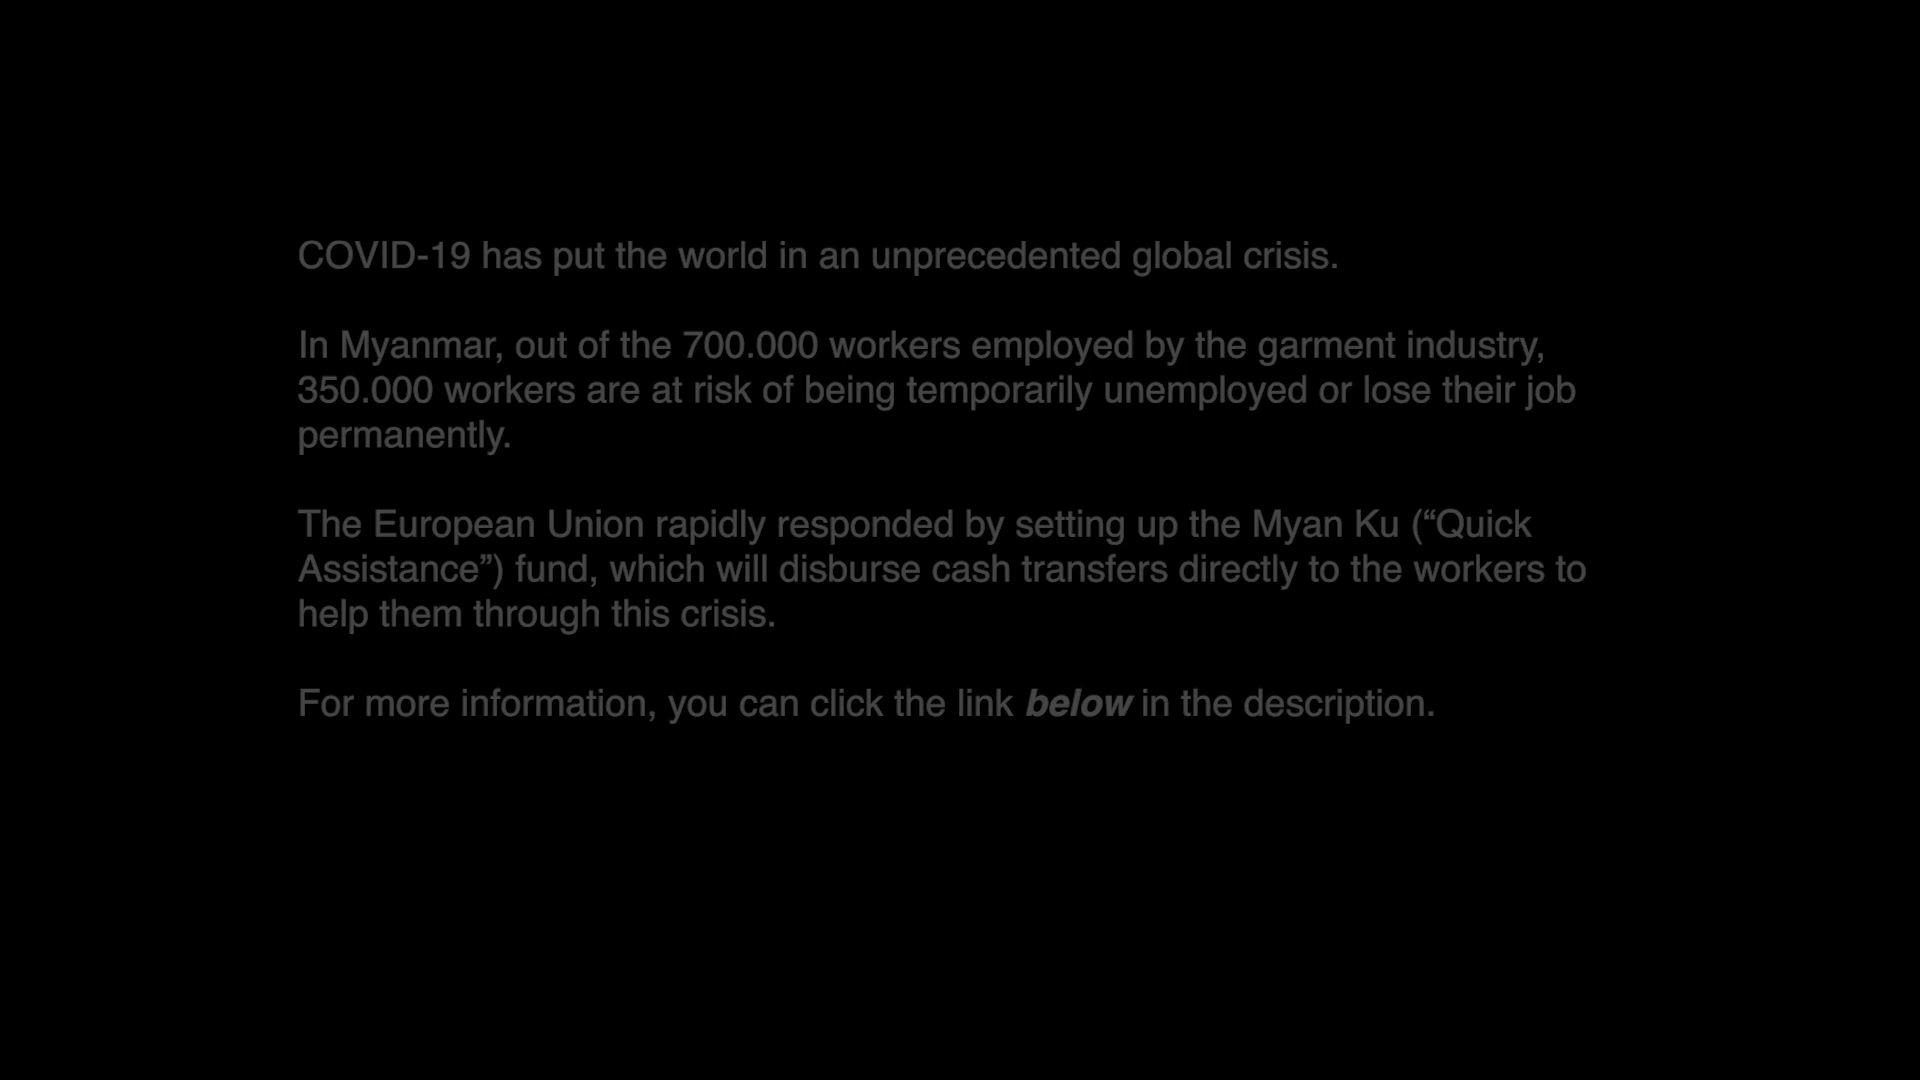 COVID-19 has put the world in an unprecedented global crisis.
In Myanmar, out of the 700.000 workers employed by the garment industry,
350.000 workers are at risk of being temporarily unemployed or lose their job
permanently.
The European Union rapidly responded by setting up the Myan Ku (“Quick
Assistance”) fund, which will disburse cash transfers directly to the workers to
help them through this crisis.
For more information, you can click the link below in the description.